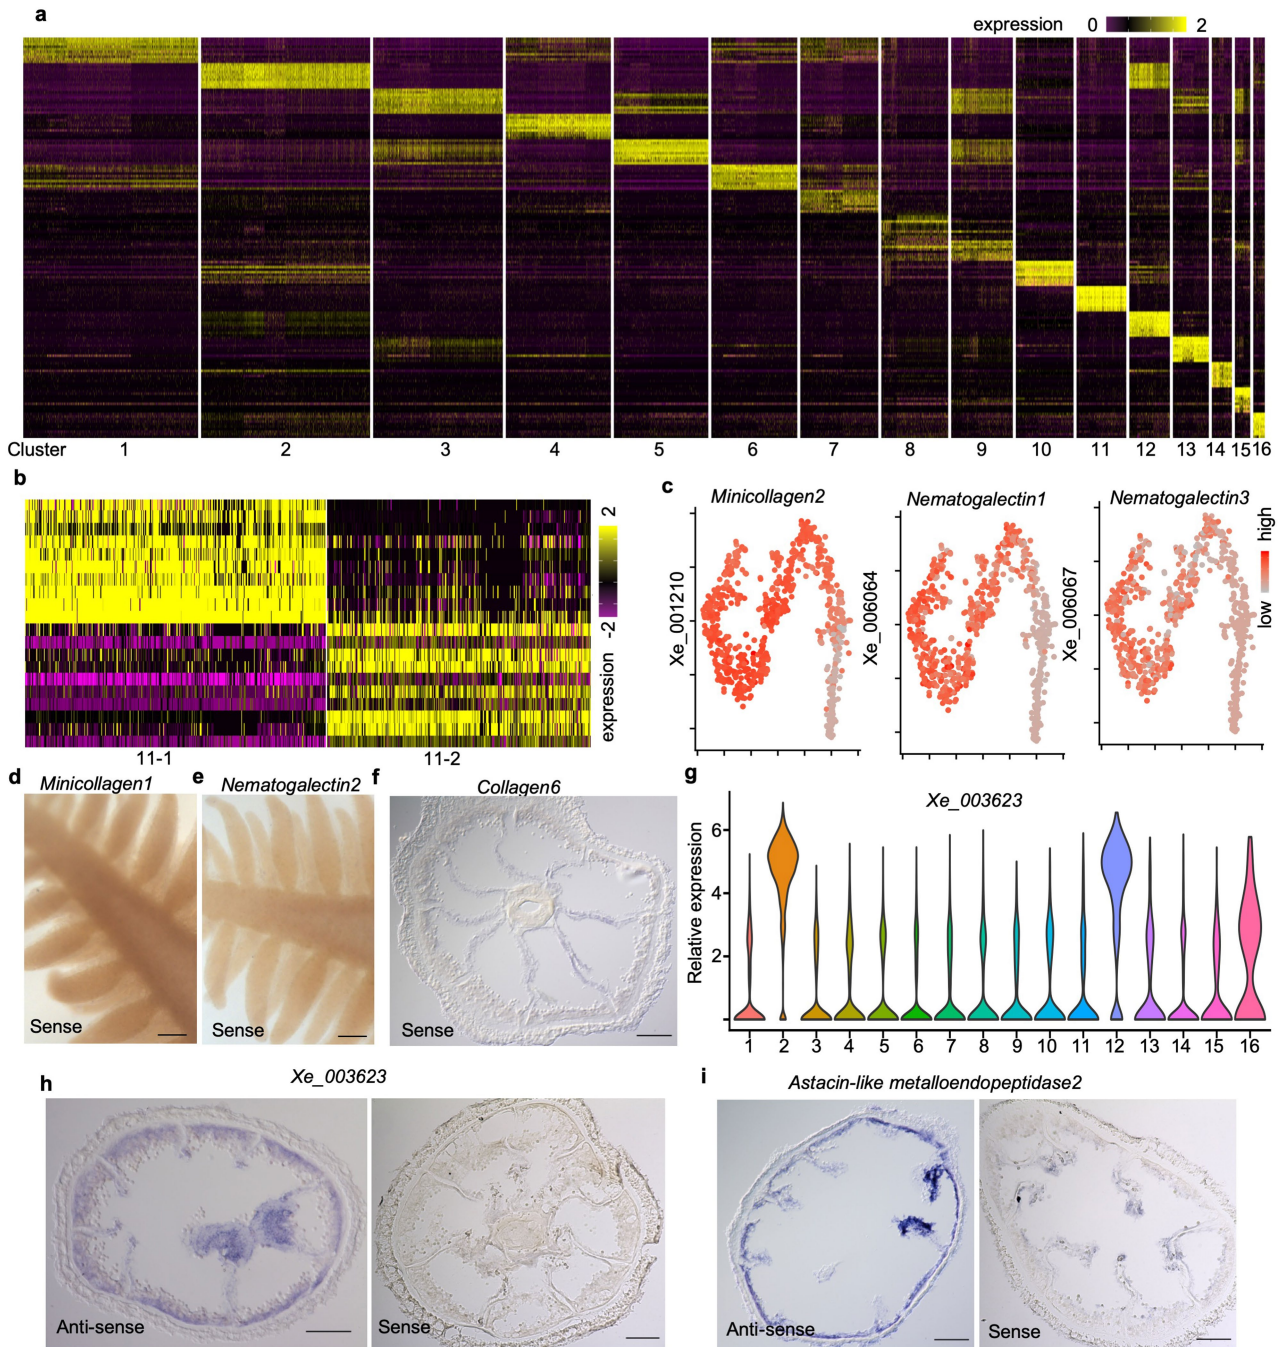 a
expression 0 2
Cluster 1 2 3 4 5 6 7 8 9 10 11 12 13 14 15 16
b
2
-2
expression
11-1 11-2
c
Minicollagen2 Nematogalectin1 Nematogalectin3
Xe_001210
Xe_006064
Xe_006067
high
low
d Minicollagen1
Sense
e Nematogalectin2
Sense
f Collagen6
Sense
g
Xe_003623
Relative expression
6
4
2
1 2 3 4 5 6 7 8 9 10 11 12 13 14 15 16
h Xe_003623
Anti-sense
Sense
i Astacin-like metalloendopeptidase2
Anti-sense
Sense